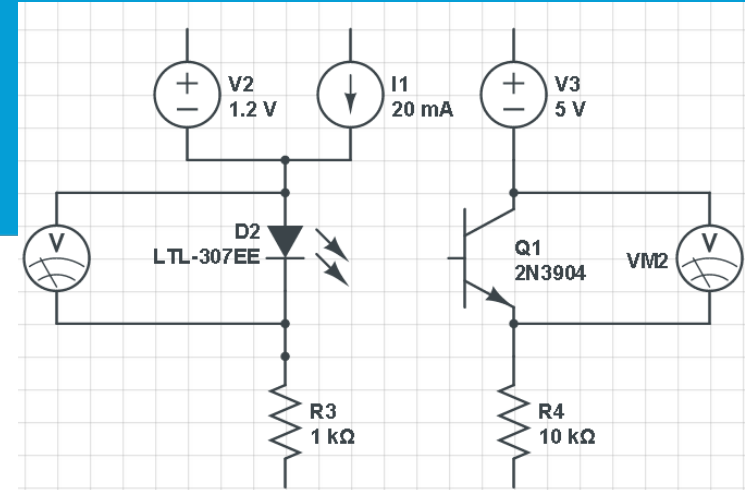 V2
1.2 V
I1
20 mA
V3
5 V
V
D2
LTL-307EE
Q1
2N3904
VM2
V
R3
1 kΩ
R4
10 kΩ